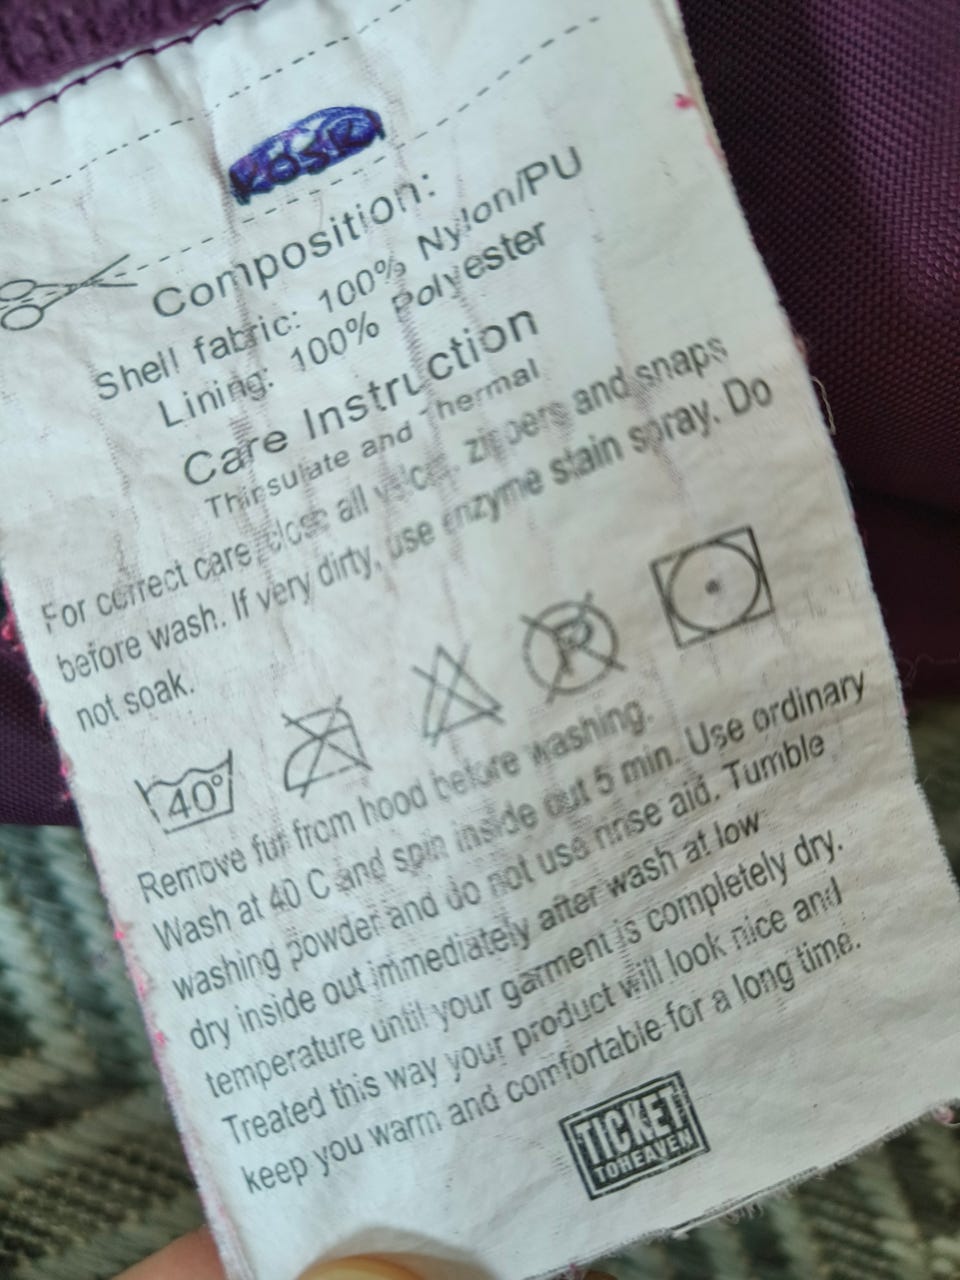 Composition:
Shell fabric: 100% Nylon/PU
Lining: 100% Polyester
Care Instruction
Thinsulate and Thermal
For correct care, close all velcro, zippers and snaps
before wash. If very dirty, use enzyme stain spray. Do
not soak.
40°
P
Remove fur from hood before washing.
Wash at 40 C and spin inside out 5 min. Use ordinary
washing powder and do not use rinse aid. Tumble
dry inside out immediately after wash at low
temperature until your garment is completely dry.
Treated this way your product will look nice and
keep you warm and comfortable for a long time.
TICKET
TO HEAVEN